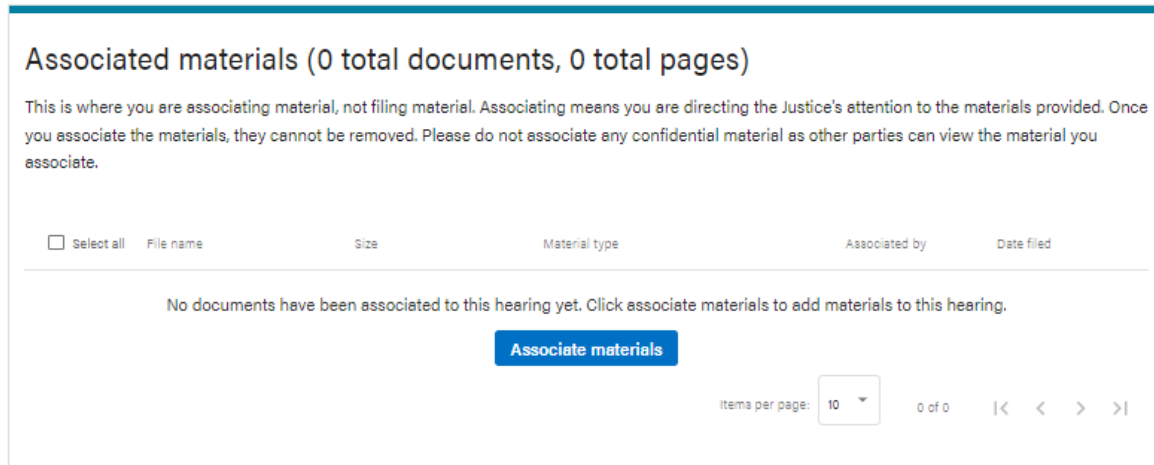 Associated materials (0 total documents, 0 total pages)
This is where you are associating material, not filing material. Associating means you are directing the Justice's attention to the materials provided. Once
you associate the materials, they cannot be removed. Please do not associate any confidential material as other parties can view the material you
associate.
Select all File name Size Material type Associated by Date filed
No documents have been associated to this hearing yet. Click associate materials to add materials to this hearing.
Associate materials
Items per page: 10 0 of 0